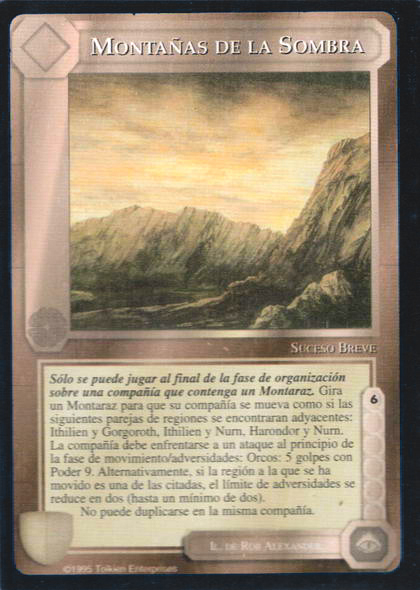 MONTAÑAS DE LA SOMBRA
SUCESO BREVE
Sólo se puede jugar al final de la fase de organización
sobre una compañía que contenga un Montaraz. Gira
un Montaraz para que su compañía se mueva como si las
siguientes parejas de regiones se encontraran adyacentes:
Ithilien y Gorgoroth, Ithilien y Nurn, Harondor y Nurn.
La compañía debe enfrentarse a un ataque al principio de
la fase de movimiento/adversidades: Orcos: 5 golpes con
Poder 9. Alternativamente, si la región a la que se ha
movido es una de las citadas, el límite de adversidades se
reduce en dos (hasta un mínimo de dos).
No puede duplicarse en la misma compañía.
6
IL. DE ROB ALEXANDER
©1995 Tolkien Enterprises